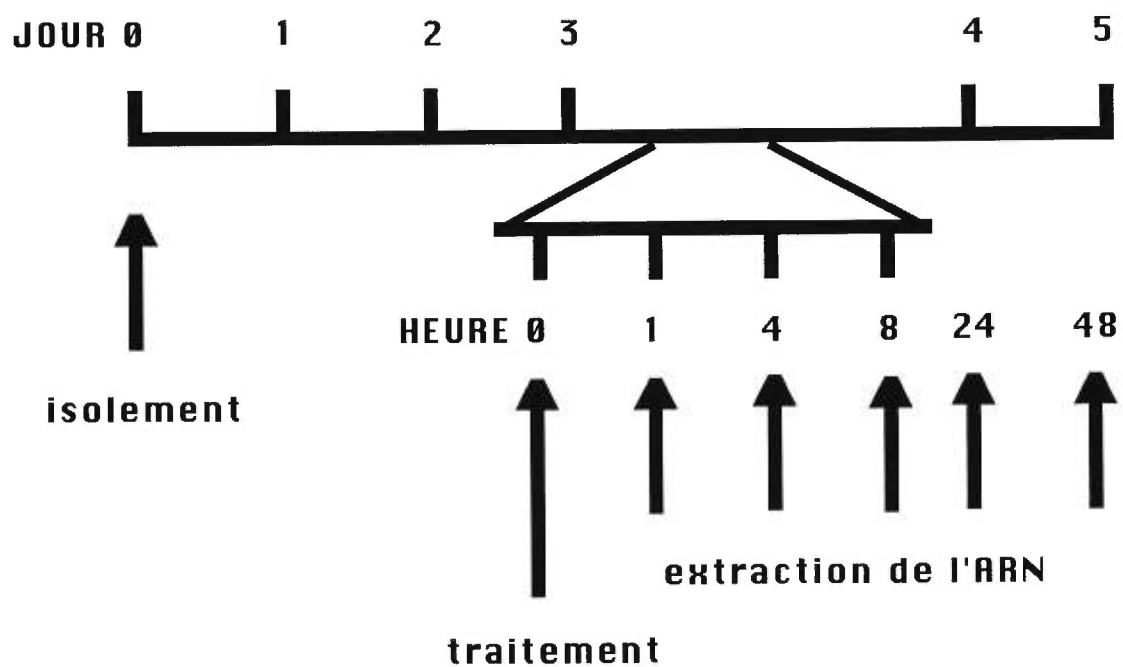 JOUR 0 1 2 3 4 5
HEURE 0 1 4 8 24 48
isolement
extraction de l'ARN
traitement